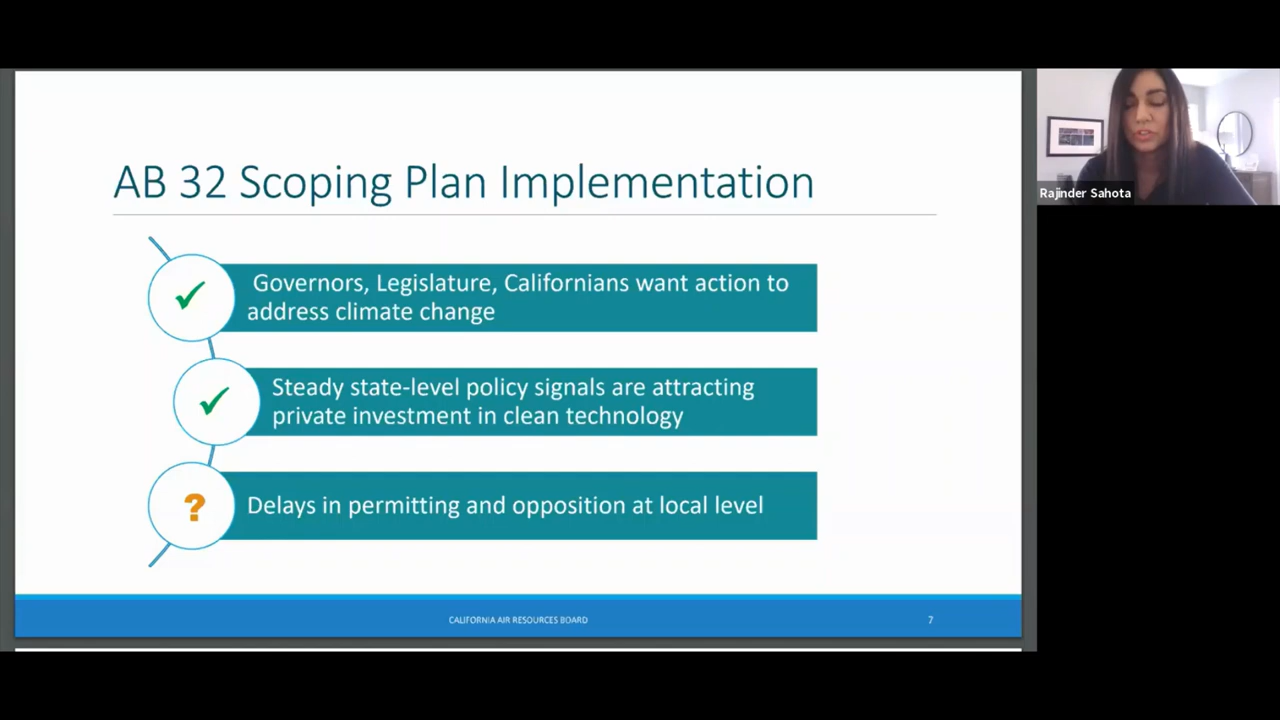 AB 32 Scoping Plan Implementation
Governors, Legislature, Californians want action to
address climate change
Steady state-level policy signals are attracting
private investment in clean technology
?
Delays in permitting and opposition at local level
CALIFORNIA AIR RESOURCES BOARD
7
Rajinder Sahota